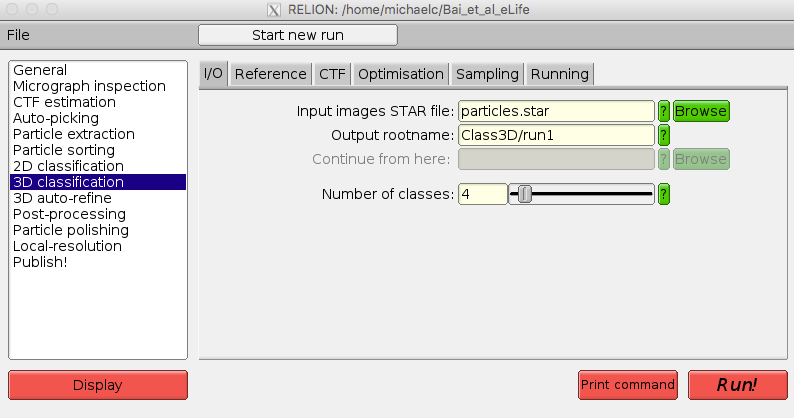 RELION: /home/michaelc/Bai_et_al_eLife
File
Start new run
General
Micrograph inspection
CTF estimation
Auto-picking
Particle extraction
Particle sorting
2D classification
3D classification
3D auto-refine
Post-processing
Particle polishing
Local-resolution
Publish!
I/O Reference CTF Optimisation Sampling Running
Input images STAR file: particles.star ? Browse
Output rootname: Class3D/run1 ?
Continue from here: ? Browse
Number of classes: 4 ?
Display
Print command
Run!